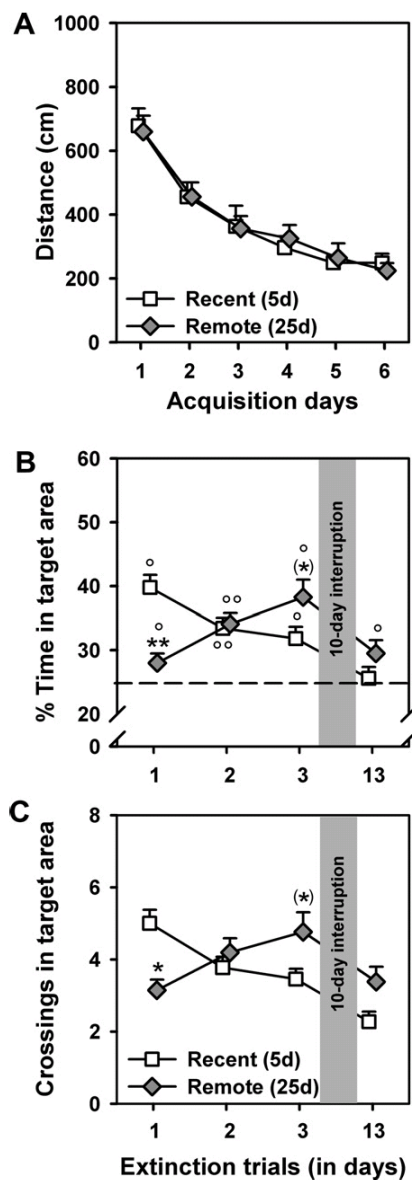 A
1000
800
600
400
200
0
Distance (cm)
Recent (5d)
Remote (25d)
1 2 3 4 5 6
Acquisition days
B
60
50
40
30
20
0
% Time in target area
°
°
**
°°
°°
°
(*)
°
°
10-day interruption
1 2 3 13
C
8
6
4
2
0
Crossings in target area
*
(*)
10-day interruption
Recent (5d)
Remote (25d)
1 2 3 13
Extinction trials (in days)